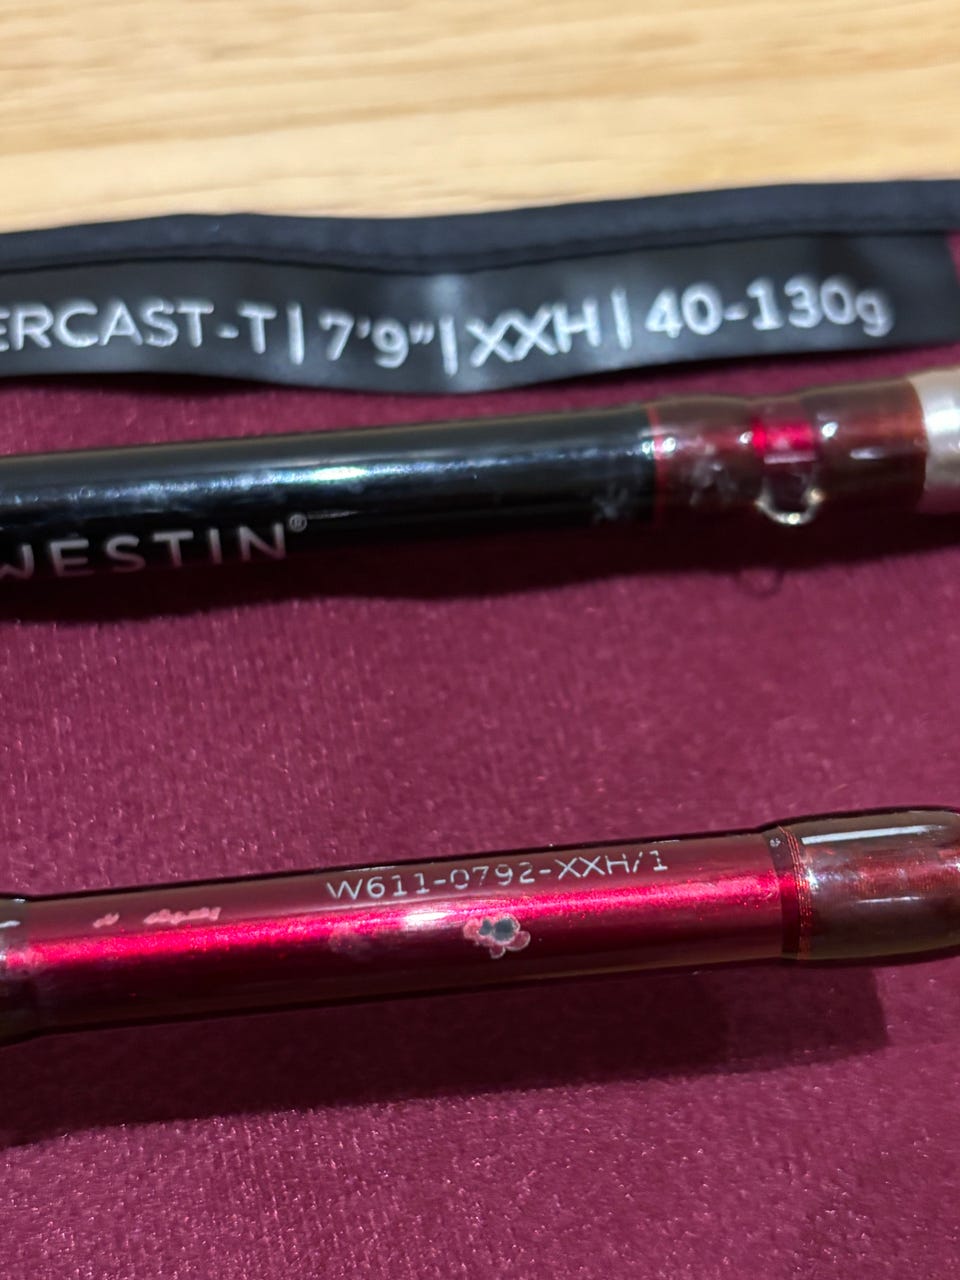 ERCAST-T | 7'9" | XXH | 40-130g
WESTIN®
W611-0792-XXH/1